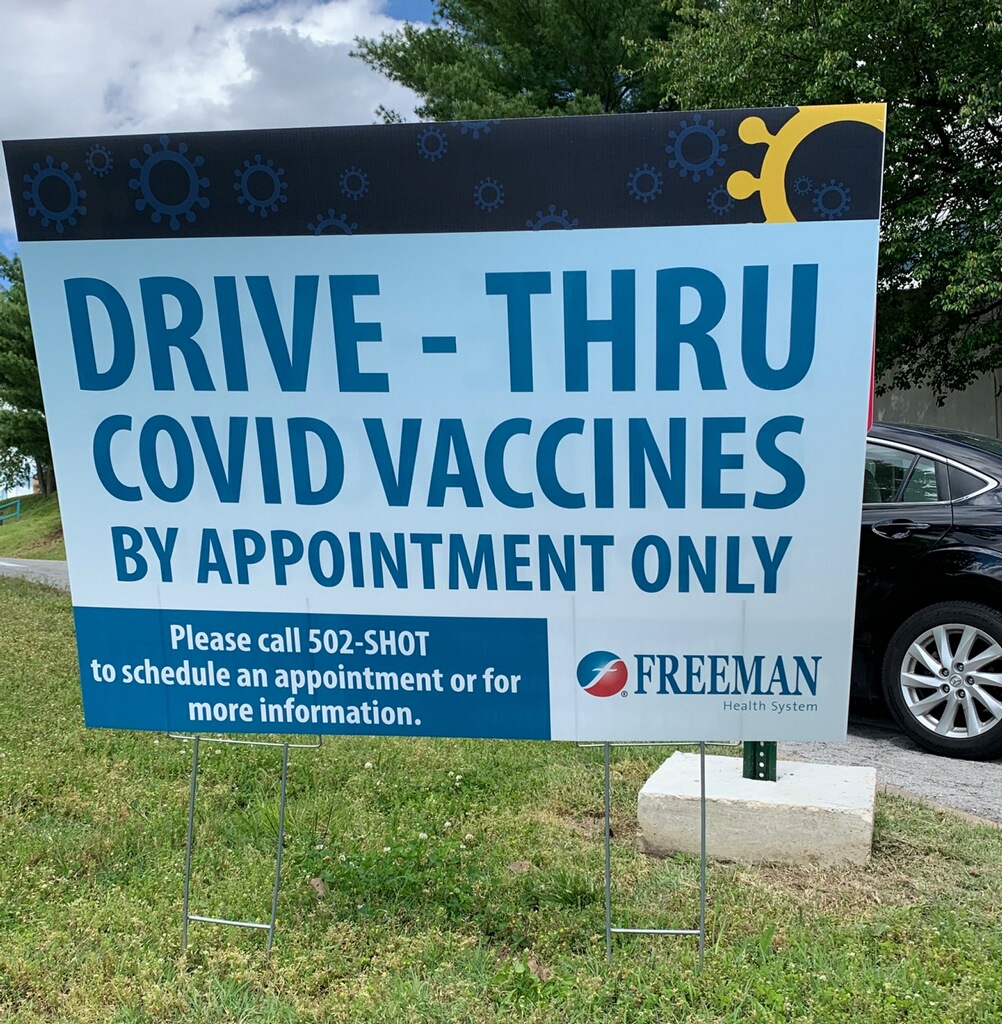 DRIVE - THRU
COVID VACCINES
BY APPOINTMENT ONLY
Please call 502-SHOT
to schedule an appointment or for
more information.
FREEMAN
Health System